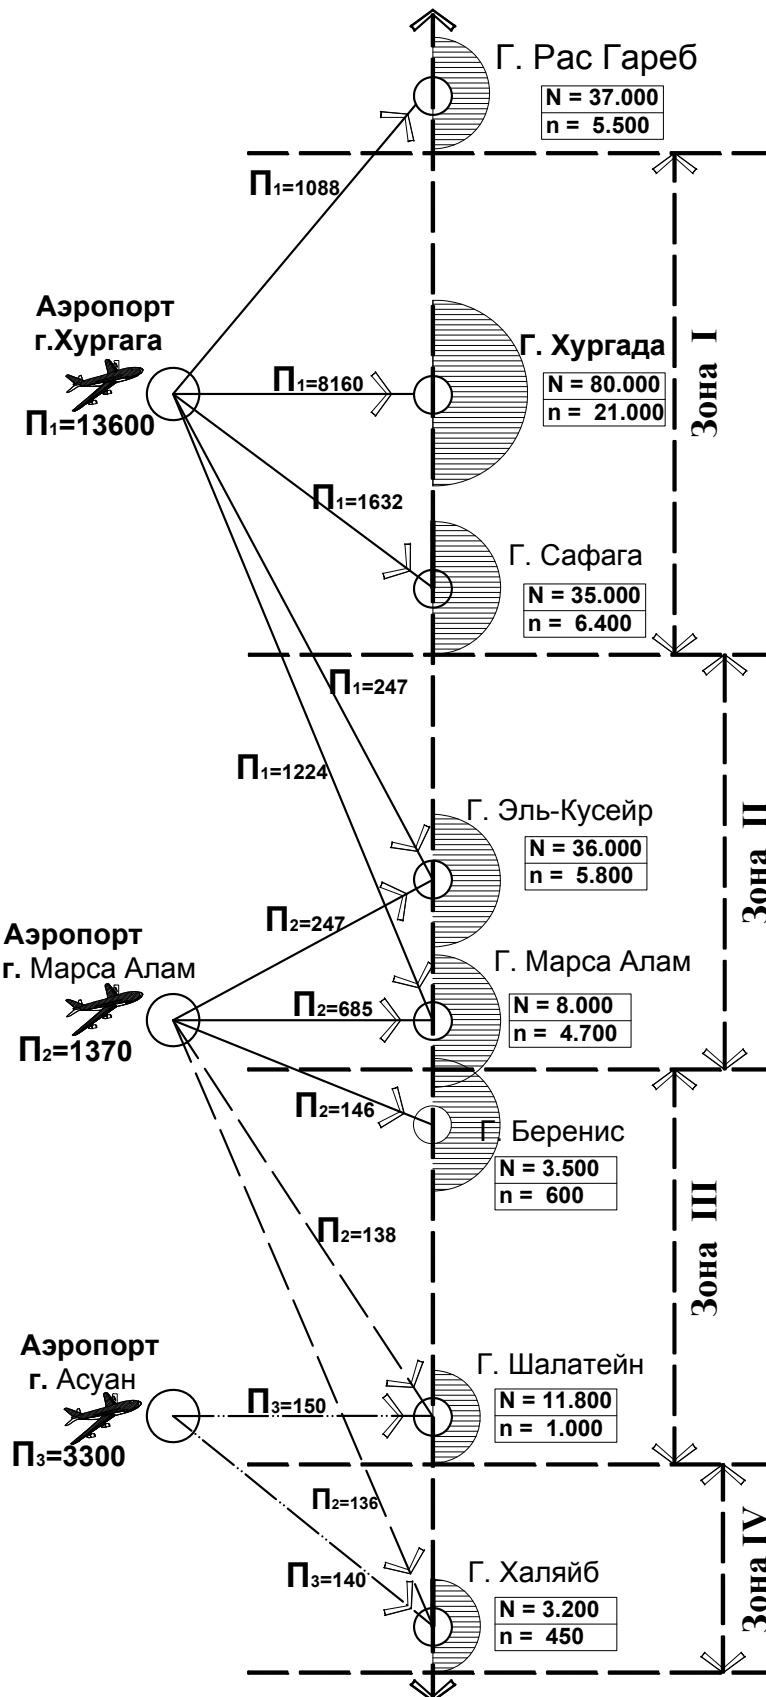 Г. Рас Гареб
N = 37.000
n = 5.500
П1=1088
Аэропорт
г.Хургага
П1=13600
П1=8160
Г. Хургада
N = 80.000
n = 21.000
Зона I
П1=1632
Г. Сафага
N = 35.000
n = 6.400
П1=247
П1=1224
Г. Эль-Кусейр
N = 36.000
n = 5.800
Зона II
П2=247
Аэропорт
г. Марса Алам
П2=1370
П2=685
Г. Марса Алам
N = 8.000
n = 4.700
П2=146
Г. Беренис
N = 3.500
n = 600
Зона III
П2=138
Аэропорт
г. Асуан
П3=3300
П3=150
Г. Шалатейн
N = 11.800
n = 1.000
П2=136
П3=140
Г. Халяйб
N = 3.200
n = 450
Зона IV